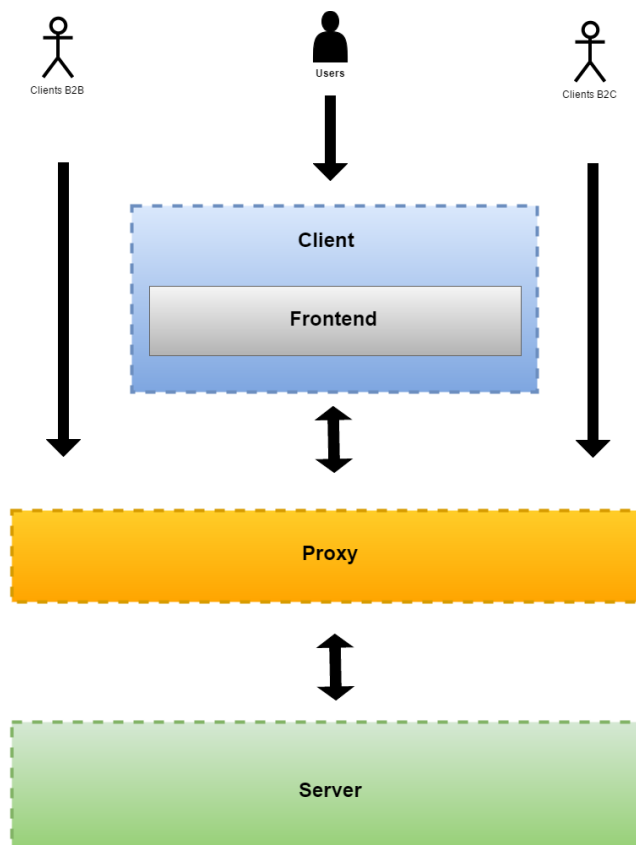 Clients B2B
Users
Clients B2C
Client
Frontend
Proxy
Server